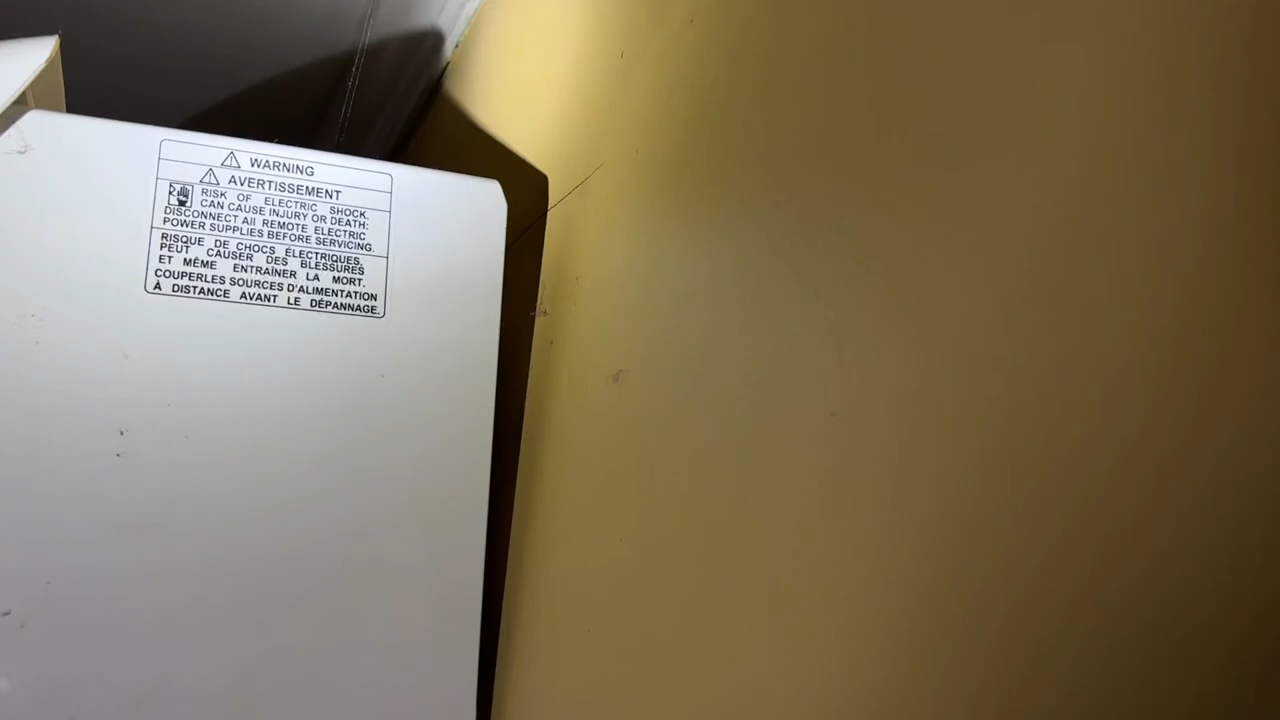 WARNING
AVERTISSEMENT
RISK OF ELECTRIC SHOCK.
CAN CAUSE INJURY OR DEATH:
DISCONNECT All REMOTE ELECTRIC
POWER SUPPLIES BEFORE SERVICING.
RISQUE DE CHOCS ÉLECTRIQUES,
PEUT CAUSER DES BLESSURES
ET MÊME ENTRAÎNER LA MORT.
COUPERLES SOURCES D'ALIMENTATION
À DISTANCE AVANT LE DÉPANNAGE.